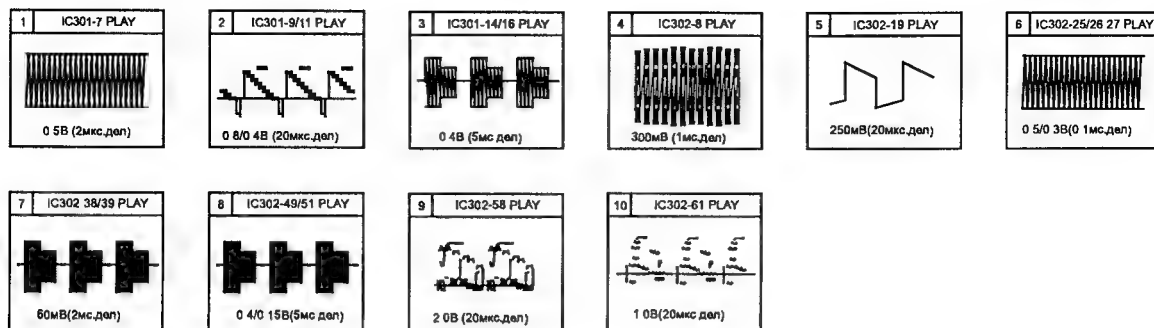 1 IC301-7 PLAY
0 5В (2мкс.дел)
2 IC301-9/11 PLAY
0 8/0 4В (20мкс.дел)
3 IC301-14/16 PLAY
0 4В (5мс дел)
4 IC302-8 PLAY
300мВ (1мс.дел)
5 IC302-19 PLAY
250мВ(20мкс.дел)
6 IC302-25/26 27 PLAY
0 5/0 3В(0 1мс.дел)
7 IC302 38/39 PLAY
60мВ(2мс.дел)
8 IC302-49/51 PLAY
0 4/0 15В(5мс дел)
9 IC302-58 PLAY
2 0В (20мкс.дел)
10 IC302-61 PLAY
1 0В(20мкс дел)